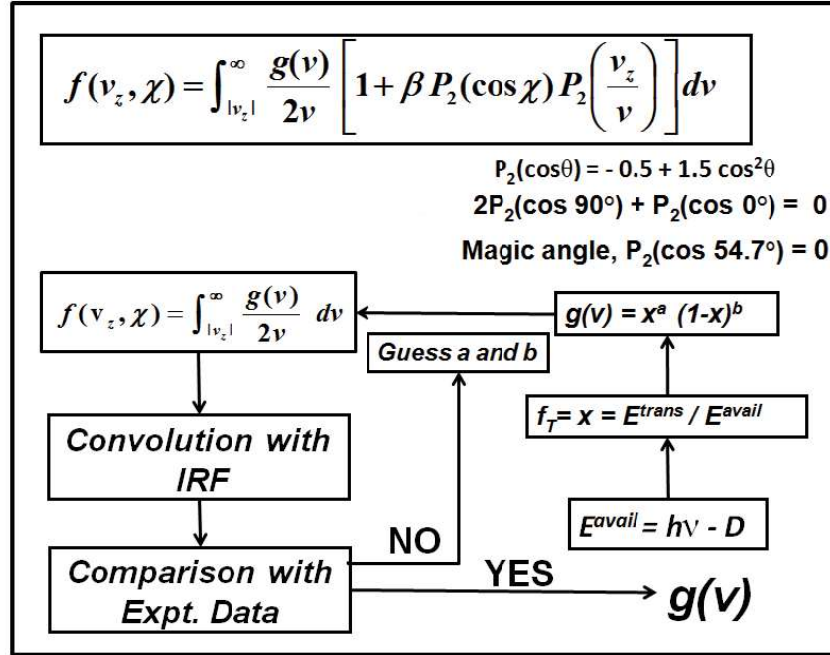 f(v_z, χ) = ∫_{|v_z|}^{∞} g(v)/2v [1 + β P_2(cos χ) P_2(v_z/v)] dv
P_2(cosθ) = - 0.5 + 1.5 cos²θ
2P_2(cos 90°) + P_2(cos 0°) = 0
Magic angle, P_2(cos 54.7°) = 0
f(v_z, χ) = ∫_{|v_z|}^{∞} g(v)/2v dv
g(v) = x^a (1-x)^b
Guess a and b
f_T = x = E^trans / E^avail
Convolution with
IRF
E^avail = hν - D
NO
Comparison with
Expt. Data
YES
g(v)